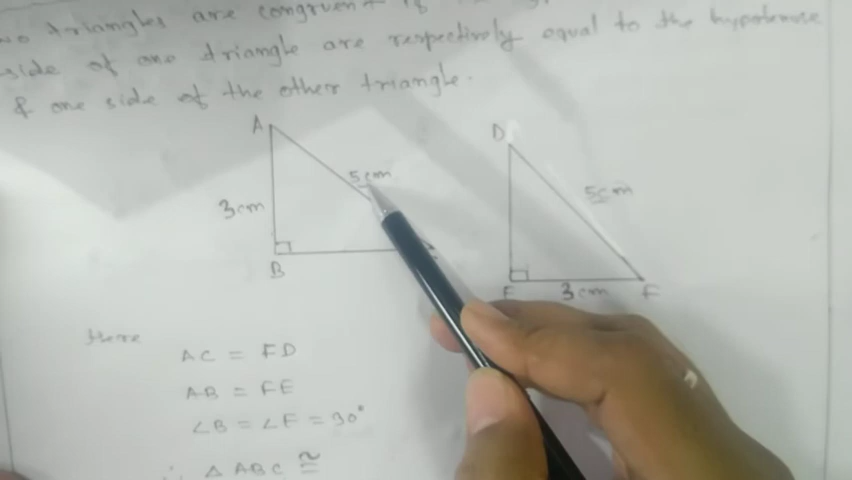 two triangles are congruent if
side of one triangle are respectively equal to the hypotenuse
& one side of the other triangle.
A
D
5cm
5cm
3cm
B
E
3cm
F
Here
AC = FD
AB = FE
∠B = ∠E = 90°
∴ △ ABC ≅